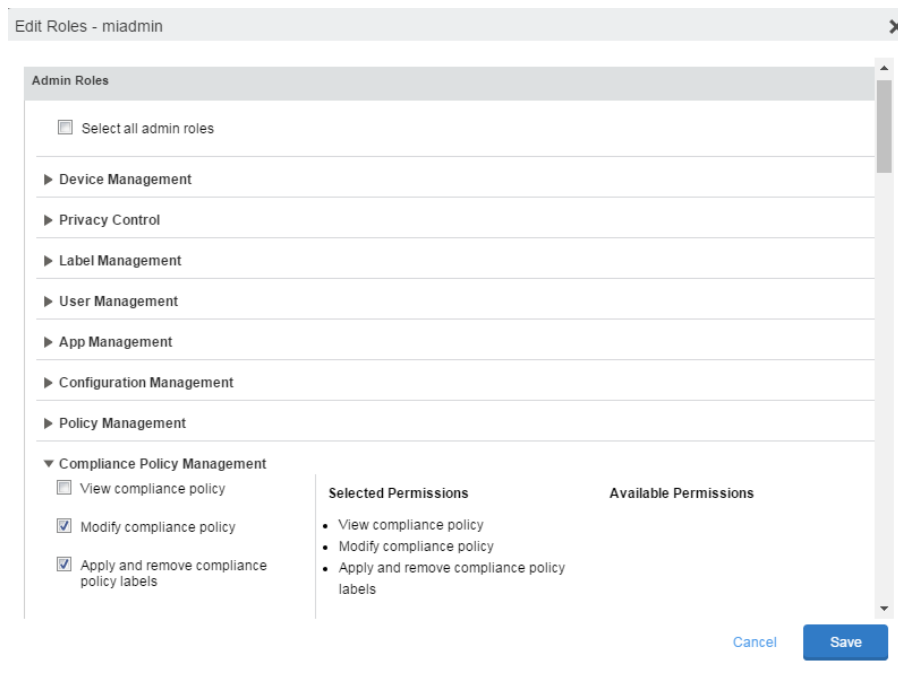 Edit Roles - miadmin
Admin Roles
Select all admin roles
Device Management
Privacy Control
Label Management
User Management
App Management
Configuration Management
Policy Management
Compliance Policy Management
View compliance policy
Modify compliance policy
Apply and remove compliance
policy labels
Selected Permissions
• View compliance policy
• Modify compliance policy
• Apply and remove compliance policy
labels
Available Permissions
Cancel
Save